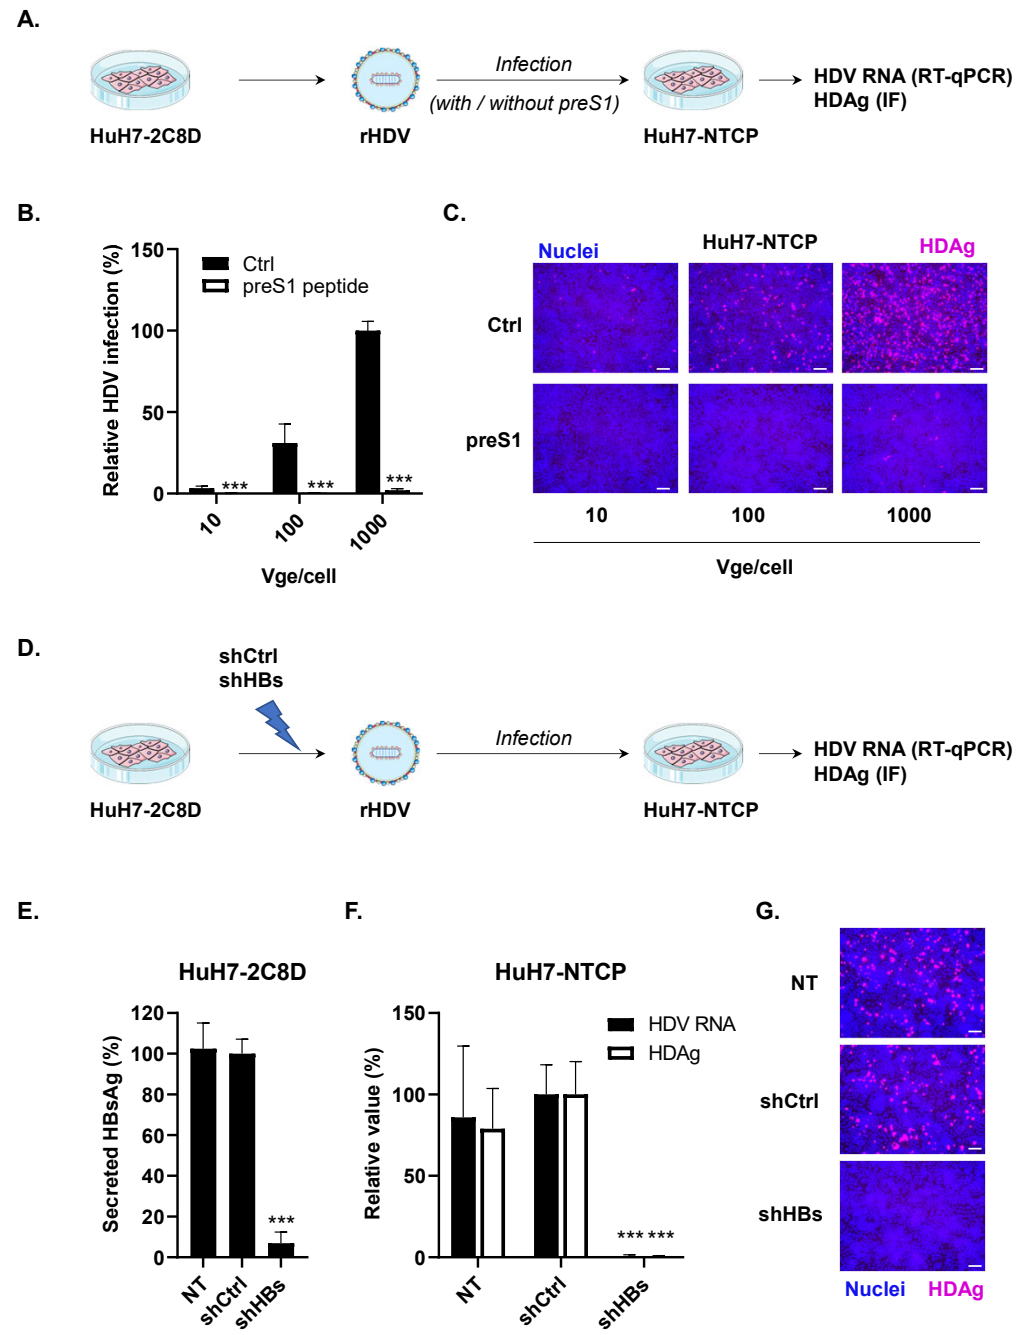 A.
Infection
(with / without preS1)
HDV RNA (RT-qPCR)
HDAg (IF)
HuH7-2C8D
rHDV
HuH7-NTCP
B.
Relative HDV infection (%)
150
100
50
0
Ctrl
preS1 peptide
***
***
***
10
100
1000
Vge/cell
C.
Nuclei
HuH7-NTCP
HDAg
Ctrl
preS1
10
100
1000
Vge/cell
D.
shCtrl
shHBs
Infection
HDV RNA (RT-qPCR)
HDAg (IF)
HuH7-2C8D
rHDV
HuH7-NTCP
E.
HuH7-2C8D
Secreted HBsAg (%)
120
100
80
60
40
20
0
***
NT
shCtrl
shHBs
F.
HuH7-NTCP
Relative value (%)
150
100
50
0
HDV RNA
HDAg
*** ***
NT
shCtrl
shHBs
G.
NT
shCtrl
shHBs
Nuclei HDAg